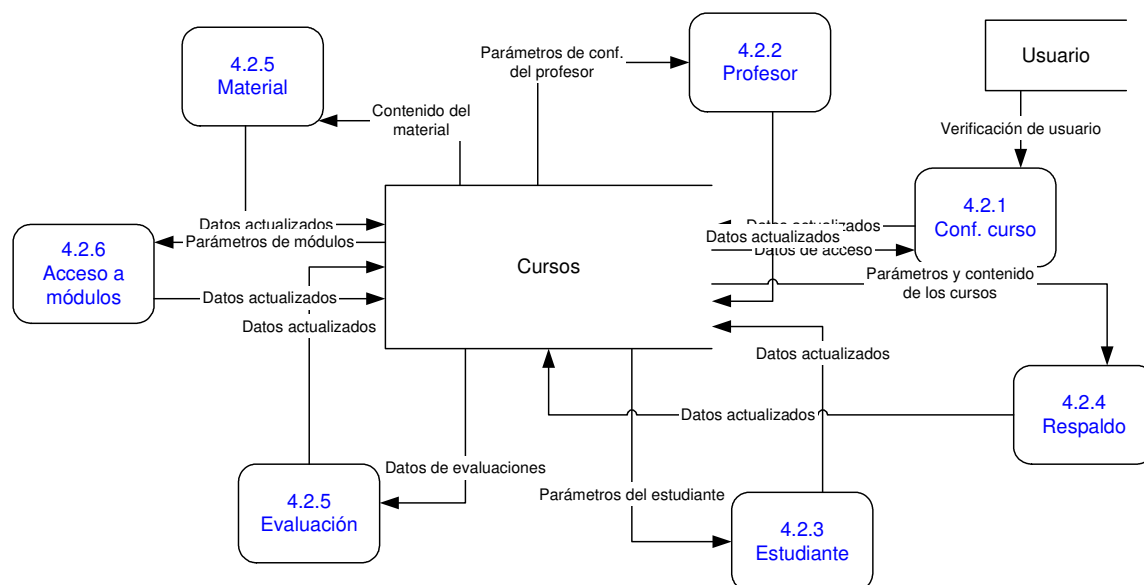 4.2.5
Material
Parámetros de conf.
del profesor
4.2.2
Profesor
Usuario
Contenido del
material
Verificación de usuario
4.2.1
Conf. curso
Datos actualizados
Parámetros de módulos
4.2.6
Acceso a
módulos
Datos actualizados
Datos actualizados
Cursos
Datos actualizados
Datos actualizados
Datos de acceso
Parámetros y contenido
de los cursos
Datos actualizados
4.2.4
Respaldo
Datos actualizados
Datos de evaluaciones
4.2.5
Evaluación
Parámetros del estudiante
4.2.3
Estudiante